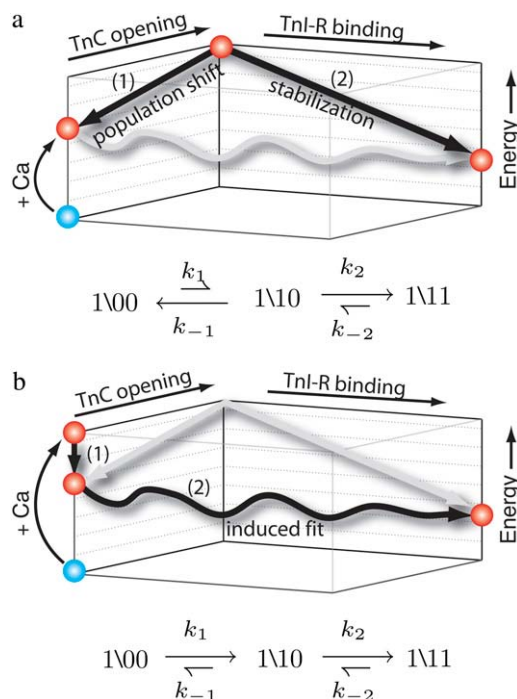 a
TnC opening
TnI-R binding
(1)
population shift
(2)
stabilization
Energy
+ Ca
k₁ k₂
1\00 1\10 1\11
k₋₁ k₋₂
b
TnC opening
TnI-R binding
(1)
(2)
induced fit
Energy
+ Ca
k₁ k₂
1\00 1\10 1\11
k₋₁ k₋₂